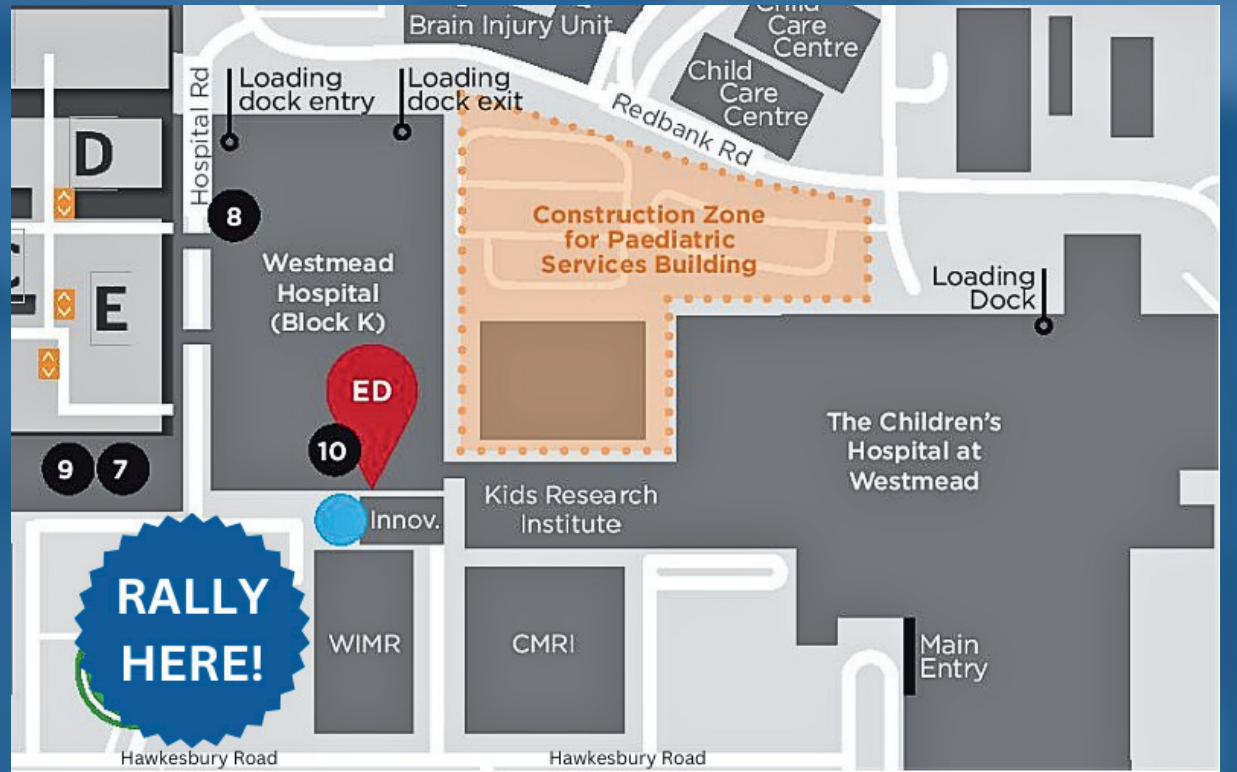 Brain Injury Unit
Child
Care
Centre
Child
Care
Centre
Hospital Rd
Loading
dock entry
Loading
dock exit
Redbank Rd
D
8
Construction Zone
for Paediatric
Services Building
Westmead
Hospital
(Block K)
E
Loading
Dock
ED
10
9
7
The Children's
Hospital at
Westmead
Kids Research
Institute
Innov.
RALLY
HERE!
WIMR
CMRI
Main
Entry
Hawkesbury Road
Hawkesbury Road